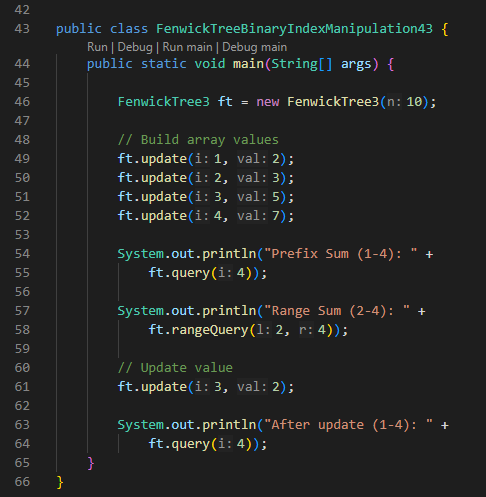 42
43 public class FenwickTreeBinaryIndexManipulation43 {
Run | Debug | Run main | Debug main
44     public static void main(String[] args) {
45
46         FenwickTree3 ft = new FenwickTree3(n: 10);
47
48         // Build array values
49         ft.update(i: 1, val: 2);
50         ft.update(i: 2, val: 3);
51         ft.update(i: 3, val: 5);
52         ft.update(i: 4, val: 7);
53
54         System.out.println("Prefix Sum (1-4): " +
55             ft.query(i: 4));
56
57         System.out.println("Range Sum (2-4): " +
58             ft.rangeQuery(l: 2, r: 4));
59
60         // Update value
61         ft.update(i: 3, val: 2);
62
63         System.out.println("After update (1-4): " +
64             ft.query(i: 4));
65     }
66 }